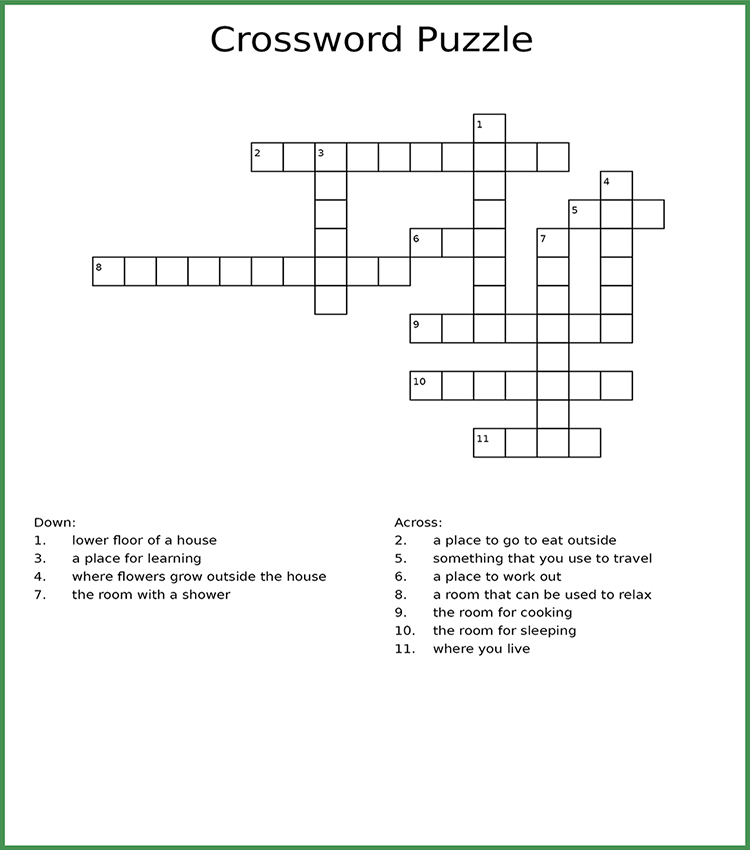 Crossword Puzzle
1
2 3
4
5
6 7
8
9
10
11
Down:
1. lower floor of a house
3. a place for learning
4. where flowers grow outside the house
7. the room with a shower
Across:
2. a place to go to eat outside
5. something that you use to travel
6. a place to work out
8. a room that can be used to relax
9. the room for cooking
10. the room for sleeping
11. where you live